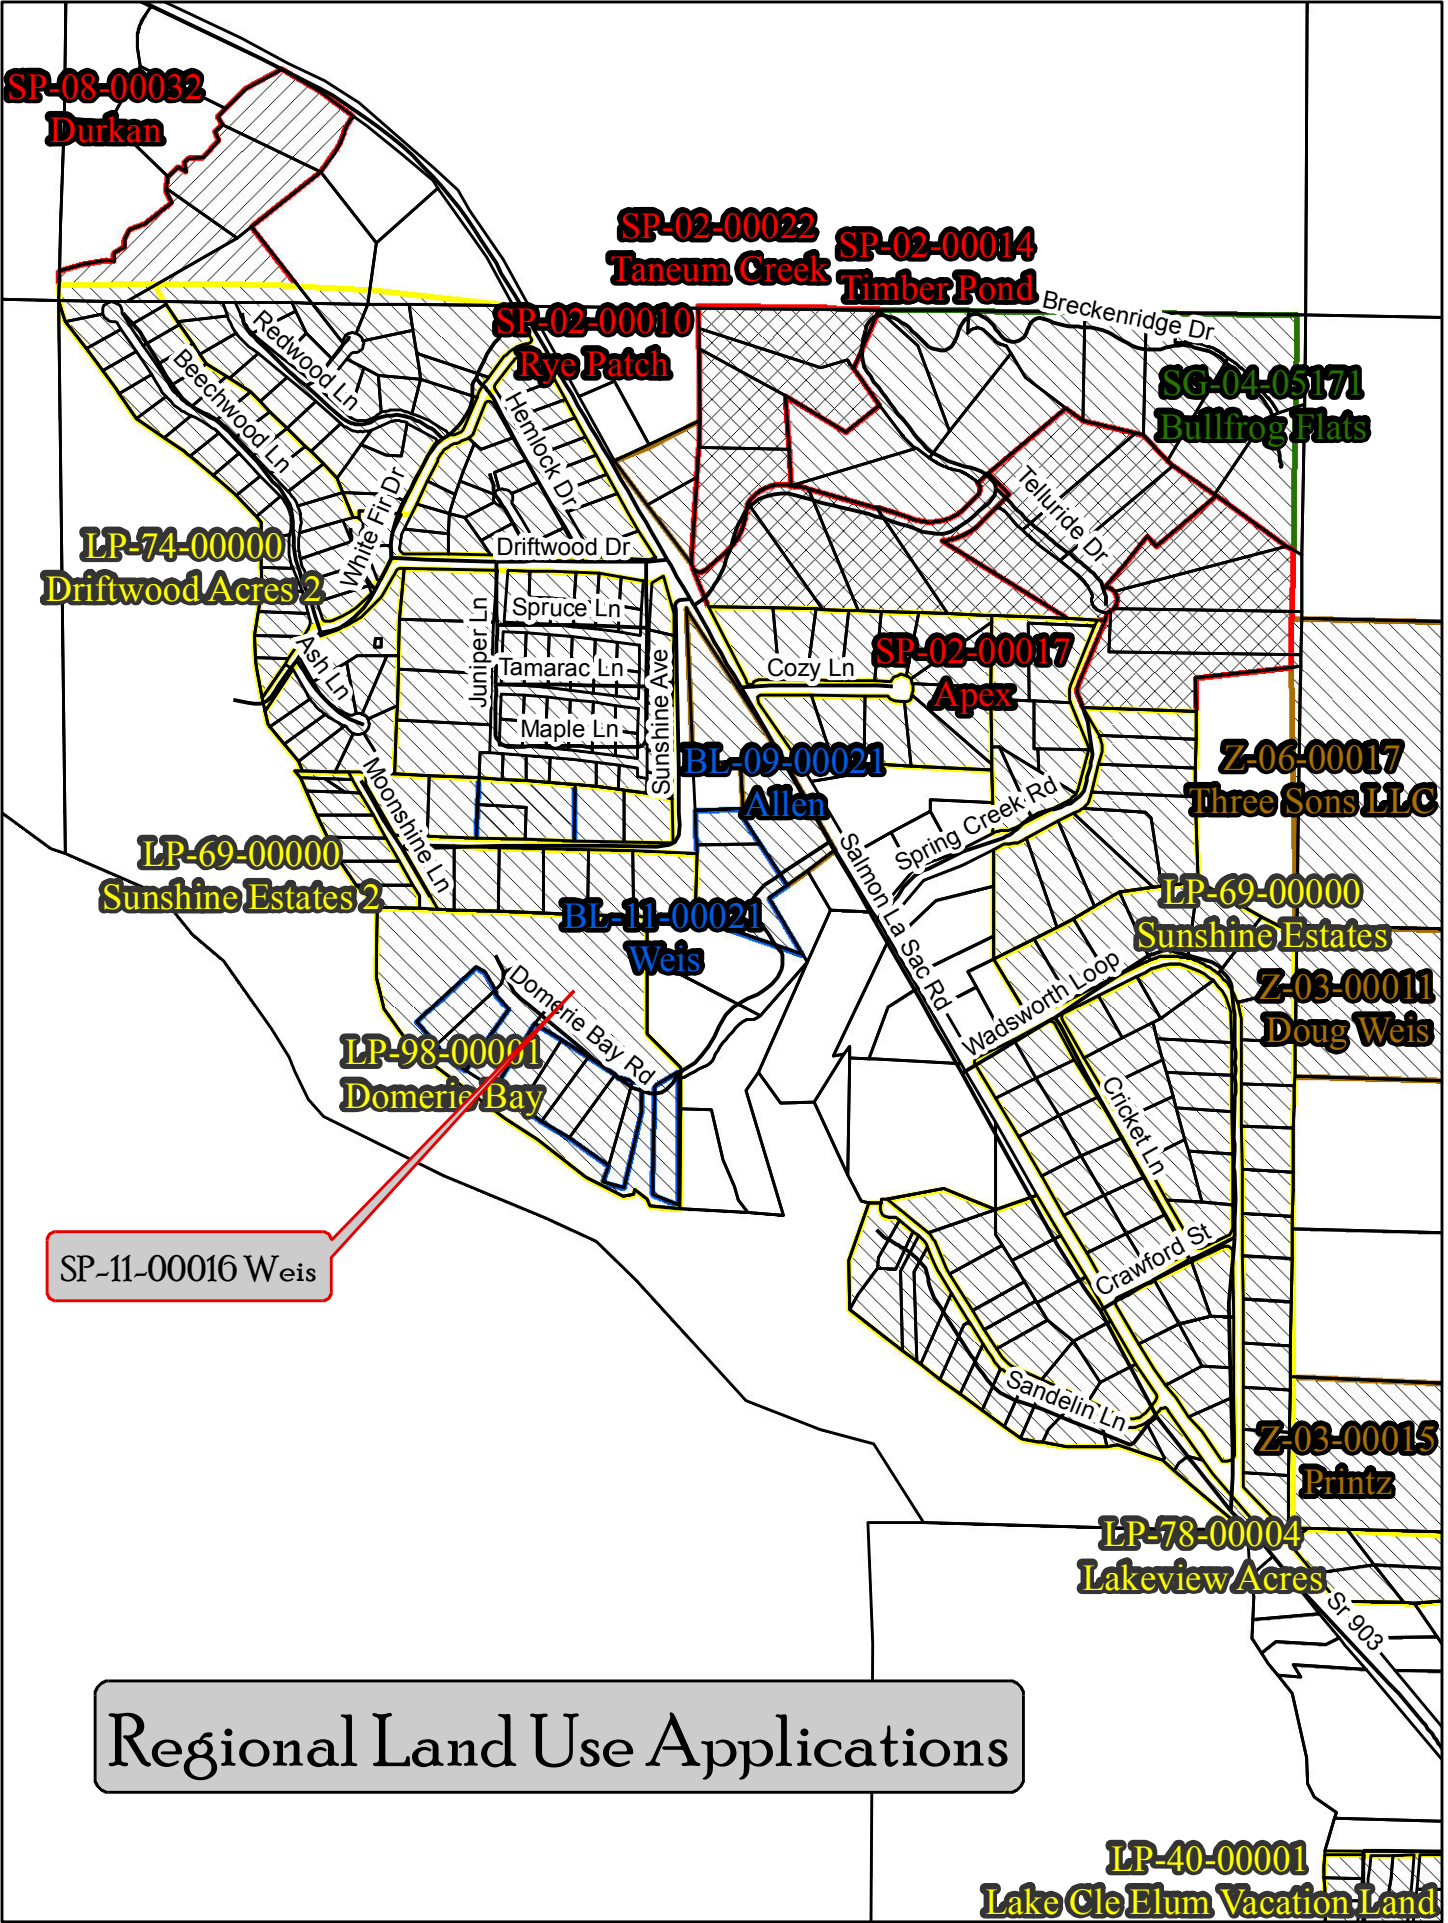 SP-08-00032
Durkan
SP-02-00022
Taneum Creek
SP-02-00014
Timber Pond
Breckenridge Dr
SP-02-00010
Rye Patch
Redwood Ln
Beechwood Ln
Hemlock Dr
SG-04-05171
Bullfrog Flats
White Fir Dr
Telluride Dr
LP-74-00000
Driftwood Acres 2
Driftwood Dr
Spruce Ln
Juniper Ln
Tamarac Ln
Maple Ln
Sunshine Ave
Ash Ln
Cozy Ln
SP-02-00017
Apex
BL-09-00021
Allen
Z-06-00017
Three Sons LLC
Moonshine Ln
Spring Creek Rd
Salmon La Sac Rd
LP-69-00000
Sunshine Estates 2
BL-11-00021
Weis
LP-69-00000
Sunshine Estates
Domerie Bay Rd
Wadsworth Loop
Z-03-00011
Doug Weis
LP-98-00001
Domerie Bay
Cricket Ln
Crawford St
SP-11-00016 Weis
Sandelin Ln
Z-03-00015
Printz
LP-78-00004
Lakeview Acres
Sr 903
Regional Land Use Applications
LP-40-00001
Lake Cle Elum Vacation Land